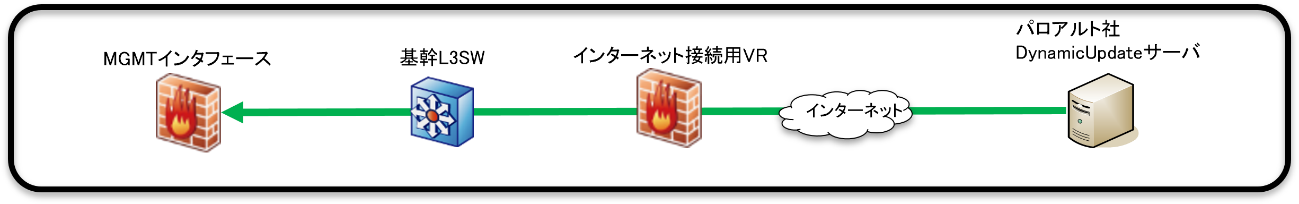 MGMTインタフェース
基幹L3SW
インターネット接続用VR
インターネット
パロアルト社
DynamicUpdateサーバ